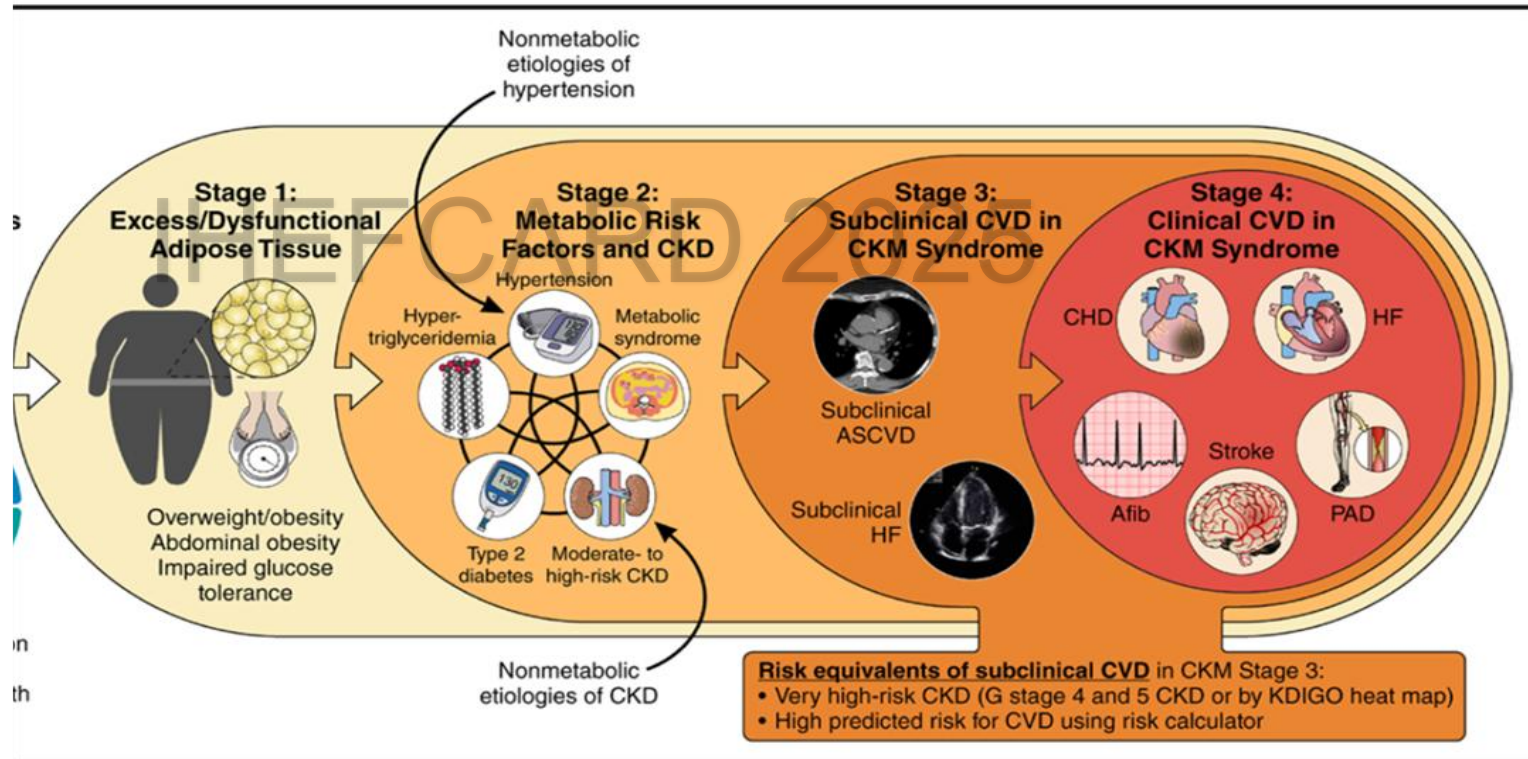 Nonmetabolic
etiologies of
hypertension
s
Stage 1:
Excess/Dysfunctional
Adipose Tissue
Overweight/obesity
Abdominal obesity
Impaired glucose
tolerance
Stage 2:
Metabolic Risk
Factors and CKD
Hypertension
Hyper-
triglyceridemia
Metabolic
syndrome
130
Type 2
diabetes
Moderate- to
high-risk CKD
Stage 3:
Subclinical CVD in
CKM Syndrome
Subclinical
ASCVD
Subclinical
HF
Stage 4:
Clinical CVD in
CKM Syndrome
CHD
HF
Afib
Stroke
PAD
IHEFCARD 2025
on
th
Nonmetabolic
etiologies of CKD
Risk equivalents of subclinical CVD in CKM Stage 3:
• Very high-risk CKD (G stage 4 and 5 CKD or by KDIGO heat map)
• High predicted risk for CVD using risk calculator